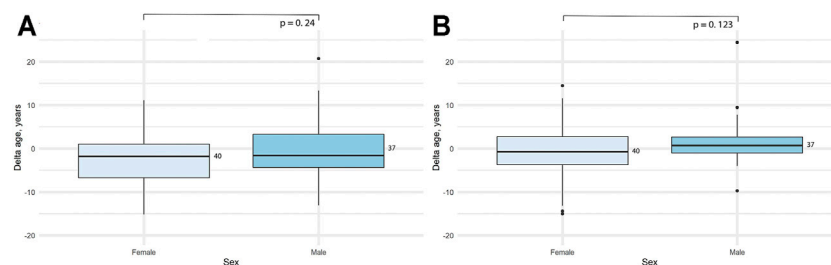 A
p = 0. 24
20
10
0
-10
-20
Delta age, years
40
37
Female
Male
Sex
B
p = 0. 123
20
10
0
-10
-20
Delta age, years
40
37
Female
Male
Sex